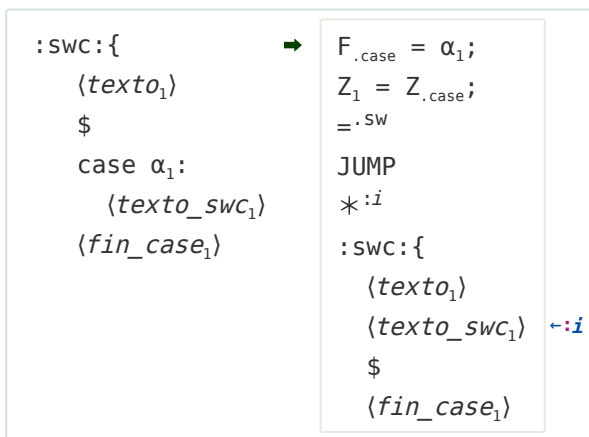 :swc:{
⟨texto₁⟩
$
case α₁:
⟨texto_swc₁⟩
⟨fin_case₁⟩
➡
F.case = α₁;
Z₁ = Z.case;
=.sw
JUMP
*:i
:swc:{
⟨texto₁⟩
⟨texto_swc₁⟩ ←:i
$
⟨fin_case₁⟩